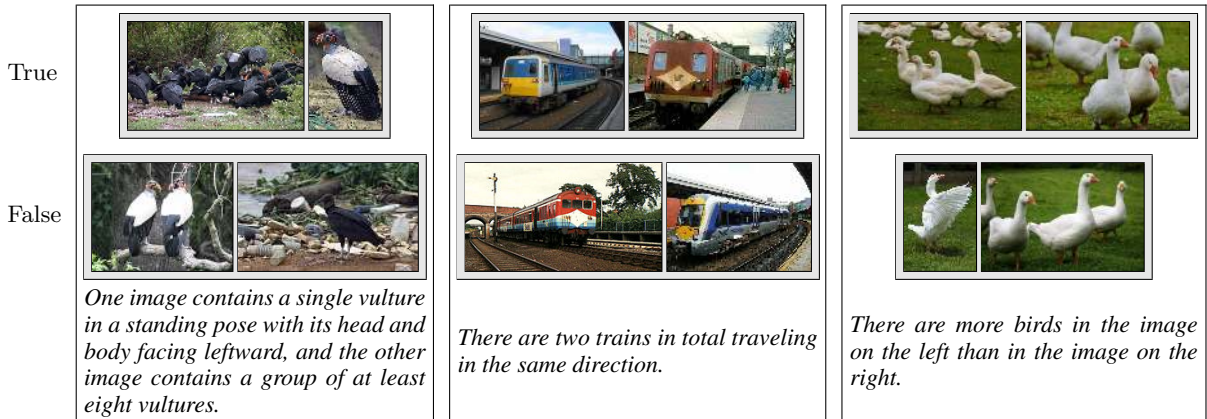 True
False
One image contains a single vulture
in a standing pose with its head and
body facing leftward, and the other
image contains a group of at least
eight vultures.
There are two trains in total traveling
in the same direction.
There are more birds in the image
on the left than in the image on the
right.